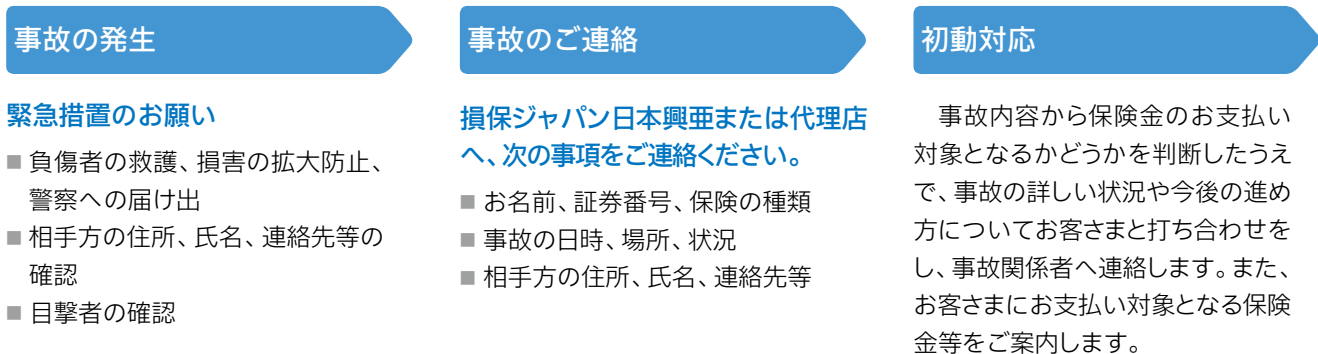 事故の発生
緊急措置のお願い
■ 負傷者の救護、損害の拡大防止、
警察への届け出
■ 相手方の住所、氏名、連絡先等の
確認
■ 目撃者の確認
事故のご連絡
損保ジャパン日本興亜または代理店
へ、次の事項をご連絡ください。
■ お名前、証券番号、保険の種類
■ 事故の日時、場所、状況
■ 相手方の住所、氏名、連絡先等
初動対応
　事故内容から保険金のお支払い
対象となるかどうかを判断したうえ
で、事故の詳しい状況や今後の進め
方についてお客さまと打ち合わせを
し、事故関係者へ連絡します。また、
お客さまにお支払い対象となる保険
金等をご案内します。